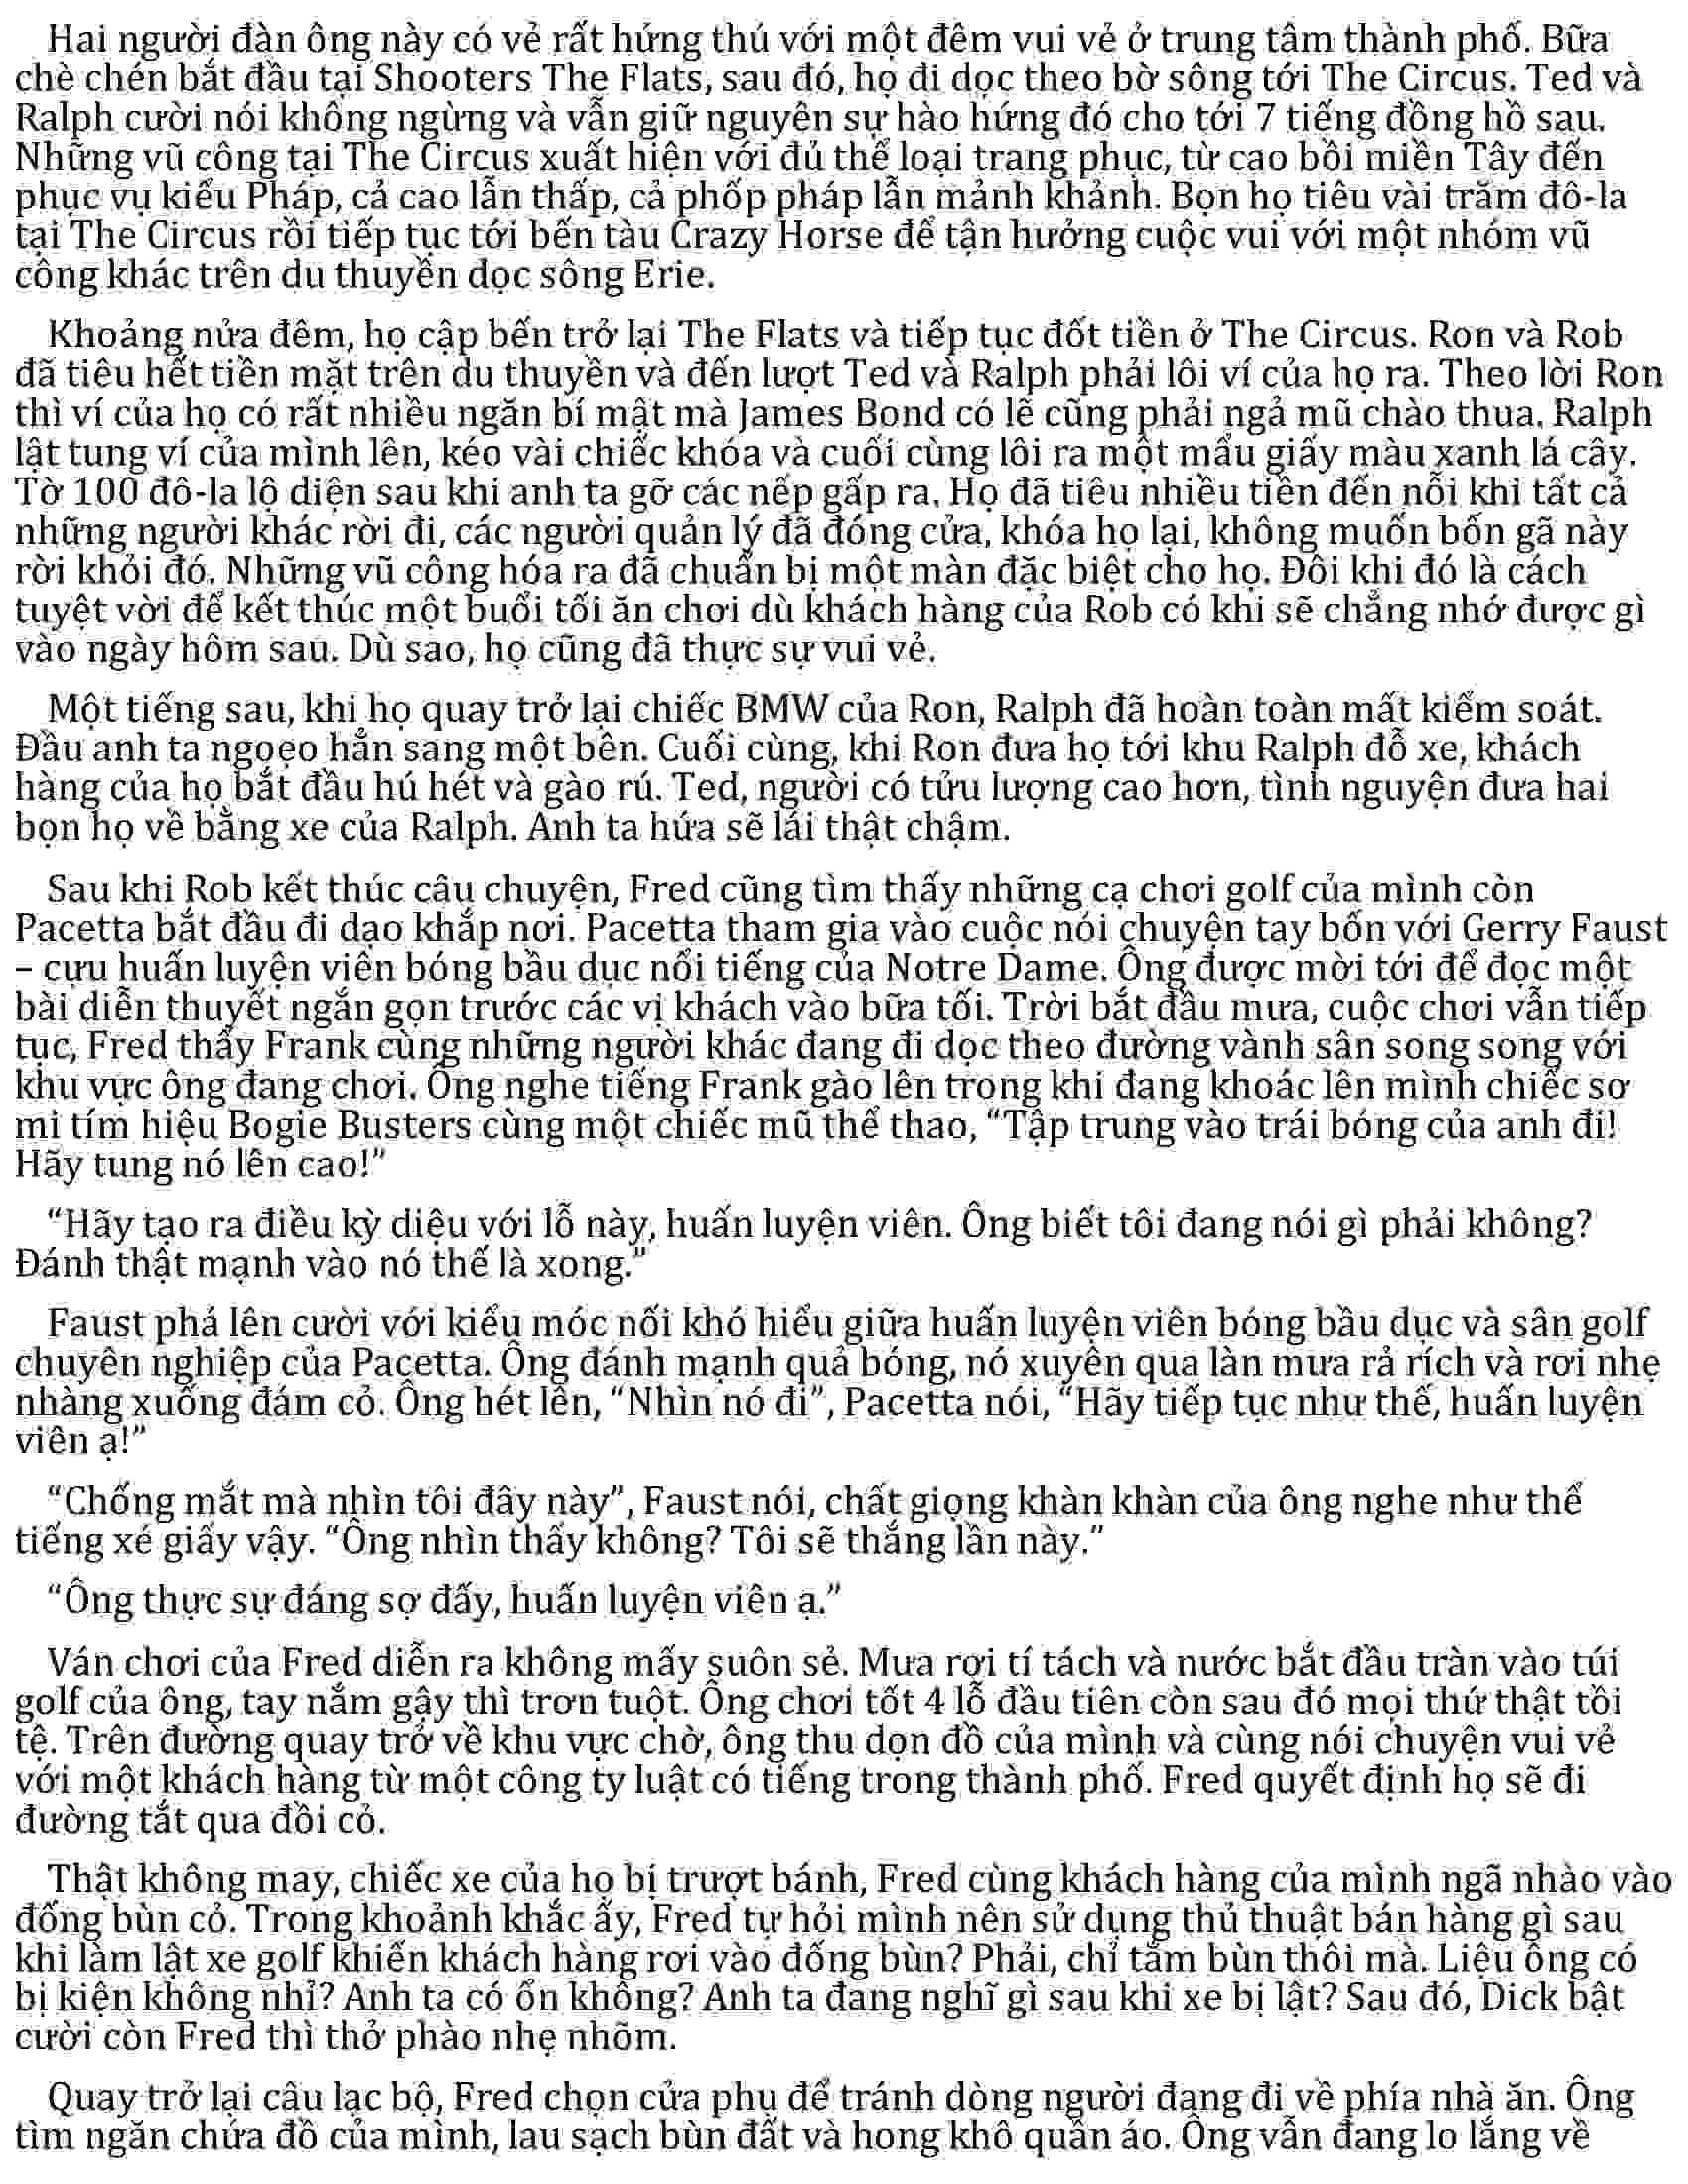 Hai người đàn ông này có vẻ rất hứng thú với một đêm vui vẻ ở trung tâm thành phố. Bữa
chè chén bắt đầu tại Shooters The Flats, sau đó, họ đi dọc theo bờ sông tới The Circus. Ted và
Ralph cười nói không ngừng và vẫn giữ nguyên sự hào hứng đó cho tới 7 tiếng đồng hồ sau.
Những vũ công tại The Circus xuất hiện với đủ thể loại trang phục, từ cao bồi miền Tây đến
phục vụ kiểu Pháp, cả cao lẫn thấp, cả phốp pháp lẫn mảnh khảnh. Bọn họ tiêu vài trăm đô-la
tại The Circus rồi tiếp tục tới bến tàu Crazy Horse để tận hưởng cuộc vui với một nhóm vũ
công khác trên du thuyền dọc sông Erie.
Khoảng nửa đêm, họ cập bến trở lại The Flats và tiếp tục đốt tiền ở The Circus. Ron và Rob
đã tiêu hết tiền mặt trên du thuyền và đến lượt Ted và Ralph phải lôi ví của họ ra. Theo lời Ron
thì ví của họ có rất nhiều ngăn bí mật mà James Bond có lẽ cũng phải ngả mũ chào thua. Ralph
lật tung ví của mình lên, kéo vài chiếc khóa và cuối cùng lôi ra một mẩu giấy màu xanh lá cây.
Tờ 100 đô-la lộ diện sau khi anh ta gỡ các nếp gấp ra. Họ đã tiêu nhiều tiền đến nỗi khi tất cả
những người khác rời đi, các người quản lý đã đóng cửa, khóa họ lại, không muốn bốn gã này
rời khỏi đó. Những vũ công hóa ra đã chuẩn bị một màn đặc biệt cho họ. Đôi khi đó là cách
tuyệt vời để kết thúc một buổi tối ăn chơi dù khách hàng của Rob có khi sẽ chẳng nhớ được gì
vào ngày hôm sau. Dù sao, họ cũng đã thực sự vui vẻ.
Một tiếng sau, khi họ quay trở lại chiếc BMW của Ron, Ralph đã hoàn toàn mất kiểm soát.
Đầu anh ta ngoẹo hẳn sang một bên. Cuối cùng, khi Ron đưa họ tới khu Ralph đỗ xe, khách
hàng của họ bắt đầu hú hét và gào rú. Ted, người có tửu lượng cao hơn, tình nguyện đưa hai
bọn họ về bằng xe của Ralph. Anh ta hứa sẽ lái thật chậm.
Sau khi Rob kết thúc câu chuyện, Fred cũng tìm thấy những cạ chơi golf của mình còn
Pacetta bắt đầu đi dạo khắp nơi. Pacetta tham gia vào cuộc nói chuyện tay bốn với Gerry Faust
– cựu huấn luyện viên bóng bầu dục nổi tiếng của Notre Dame. Ông được mời tới để đọc một
bài diễn thuyết ngắn gọn trước các vị khách vào bữa tối. Trời bắt đầu mưa, cuộc chơi vẫn tiếp
tục, Fred thấy Frank cùng những người khác đang đi dọc theo đường vành sân song song với
khu vực ông đang chơi. Ông nghe tiếng Frank gào lên trong khi đang khoác lên mình chiếc sơ
mi tím hiệu Bogie Busters cùng một chiếc mũ thể thao, “Tập trung vào trái bóng của anh đi!
Hãy tung nó lên cao!”
“Hãy tạo ra điều kỳ diệu với lỗ này, huấn luyện viên. Ông biết tôi đang nói gì phải không?
Đánh thật mạnh vào nó thế là xong.”
Faust phá lên cười với kiểu móc nối khó hiểu giữa huấn luyện viên bóng bầu dục và sân golf
chuyên nghiệp của Pacetta. Ông đánh mạnh quả bóng, nó xuyên qua làn mưa rả rích và rơi nhẹ
nhàng xuống đám cỏ. Ông hét lên, “Nhìn nó đi”, Pacetta nói, “Hãy tiếp tục như thế, huấn luyện
viên ạ!”
“Chống mắt mà nhìn tôi đây này”, Faust nói, chất giọng khàn khàn của ông nghe như thể
tiếng xé giấy vậy. “Ông nhìn thấy không? Tôi sẽ thắng lần này.”
“Ông thực sự đáng sợ đấy, huấn luyện viên ạ.”
Ván chơi của Fred diễn ra không mấy suôn sẻ. Mưa rơi tí tách và nước bắt đầu tràn vào túi
golf của ông, tay nắm gậy thì trơn tuột. Ông chơi tốt 4 lỗ đầu tiên còn sau đó mọi thứ thật tồi
tệ. Trên đường quay trở về khu vực chờ, ông thu dọn đồ của mình và cùng nói chuyện vui vẻ
với một khách hàng từ một công ty luật có tiếng trong thành phố. Fred quyết định họ sẽ đi
đường tắt qua đồi cỏ.
Thật không may, chiếc xe của họ bị trượt bánh, Fred cùng khách hàng của mình ngã nhào vào
đống bùn cỏ. Trong khoảnh khắc ấy, Fred tự hỏi mình nên sử dụng thủ thuật bán hàng gì sau
khi làm lật xe golf khiến khách hàng rơi vào đống bùn? Phải, chỉ tắm bùn thôi mà. Liệu ông có
bị kiện không nhỉ? Anh ta có ổn không? Anh ta đang nghĩ gì sau khi xe bị lật? Sau đó, Dick bật
cười còn Fred thì thở phào nhẹ nhõm.
Quay trở lại câu lạc bộ, Fred chọn cửa phụ để tránh dòng người đang đi về phía nhà ăn. Ông
tìm ngăn chứa đồ của mình, lau sạch bùn đất và hong khô quần áo. Ông vẫn đang lo lắng về